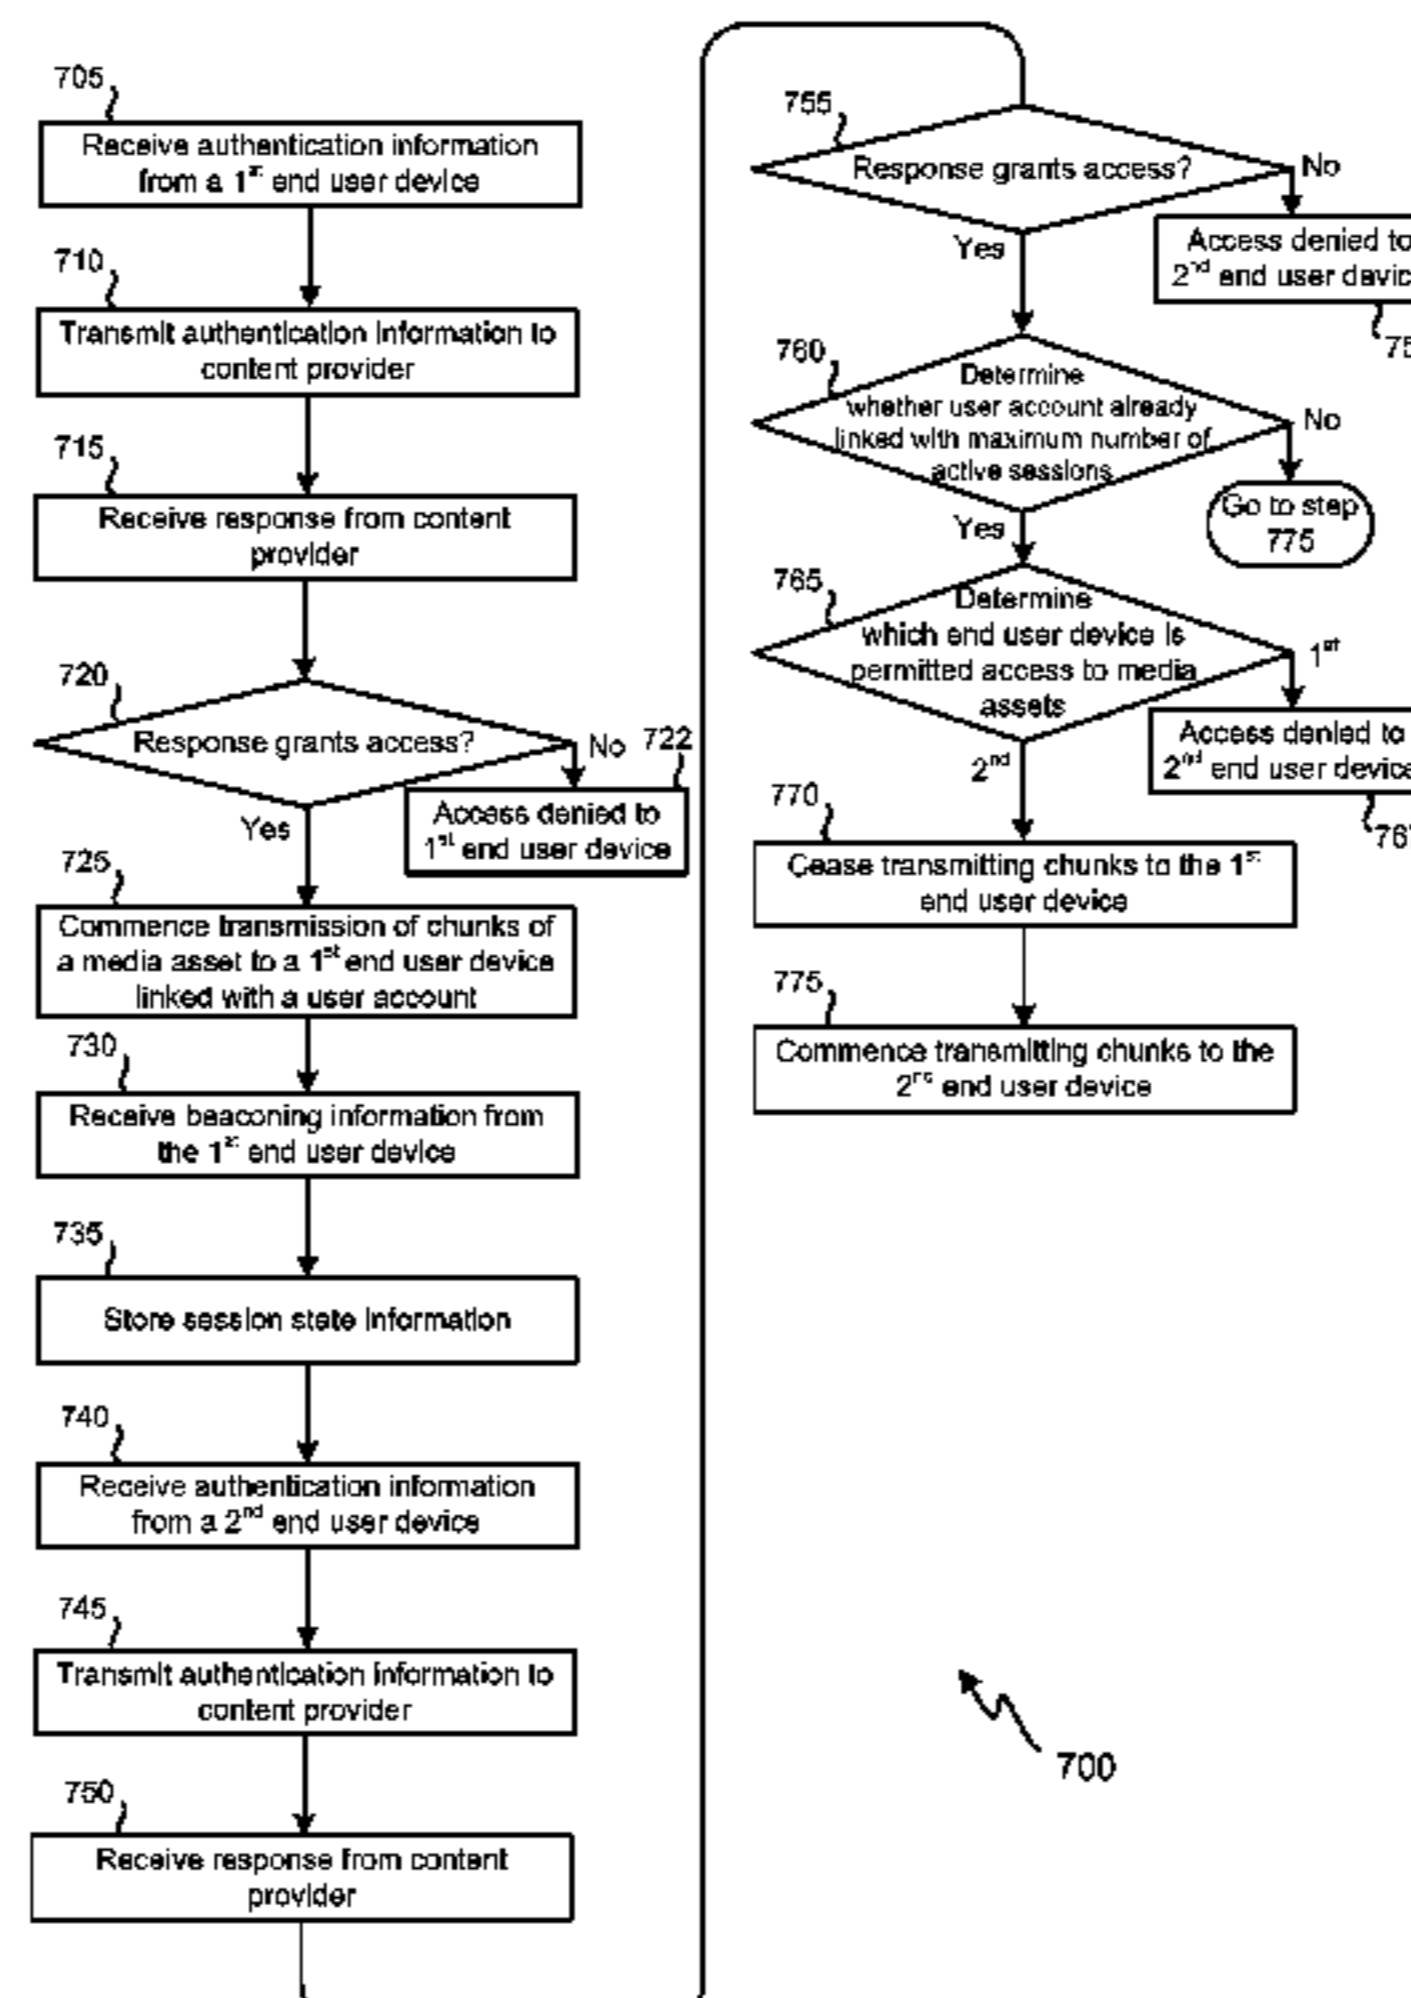 705
Receive authentication information
from a 1st end user device
710
Transmit authentication information to
content provider
715
Receive response from content
provider
720
Response grants access?
No
722
Access denied to
1st end user device
Yes
725
Commence transmission of chunks of
a media asset to a 1st end user device
linked with a user account
730
Receive beaconing information from
the 1st end user device
735
Store session state information
740
Receive authentication information
from a 2nd end user device
745
Transmit authentication information to
content provider
750
Receive response from content
provider
755
Response grants access?
No
Yes
Access denied to
2nd end user
760
Determine
whether user account already
linked with maximum number of
active sessions
No
Yes
Go to step
775
765
Determine
which end user device is
permitted access to media
assets
1st
2nd
Access denied to
2nd end user device
770
Cease transmitting chunks to the 1st
end user device
775
Commence transmitting chunks to the
2nd end user device
700